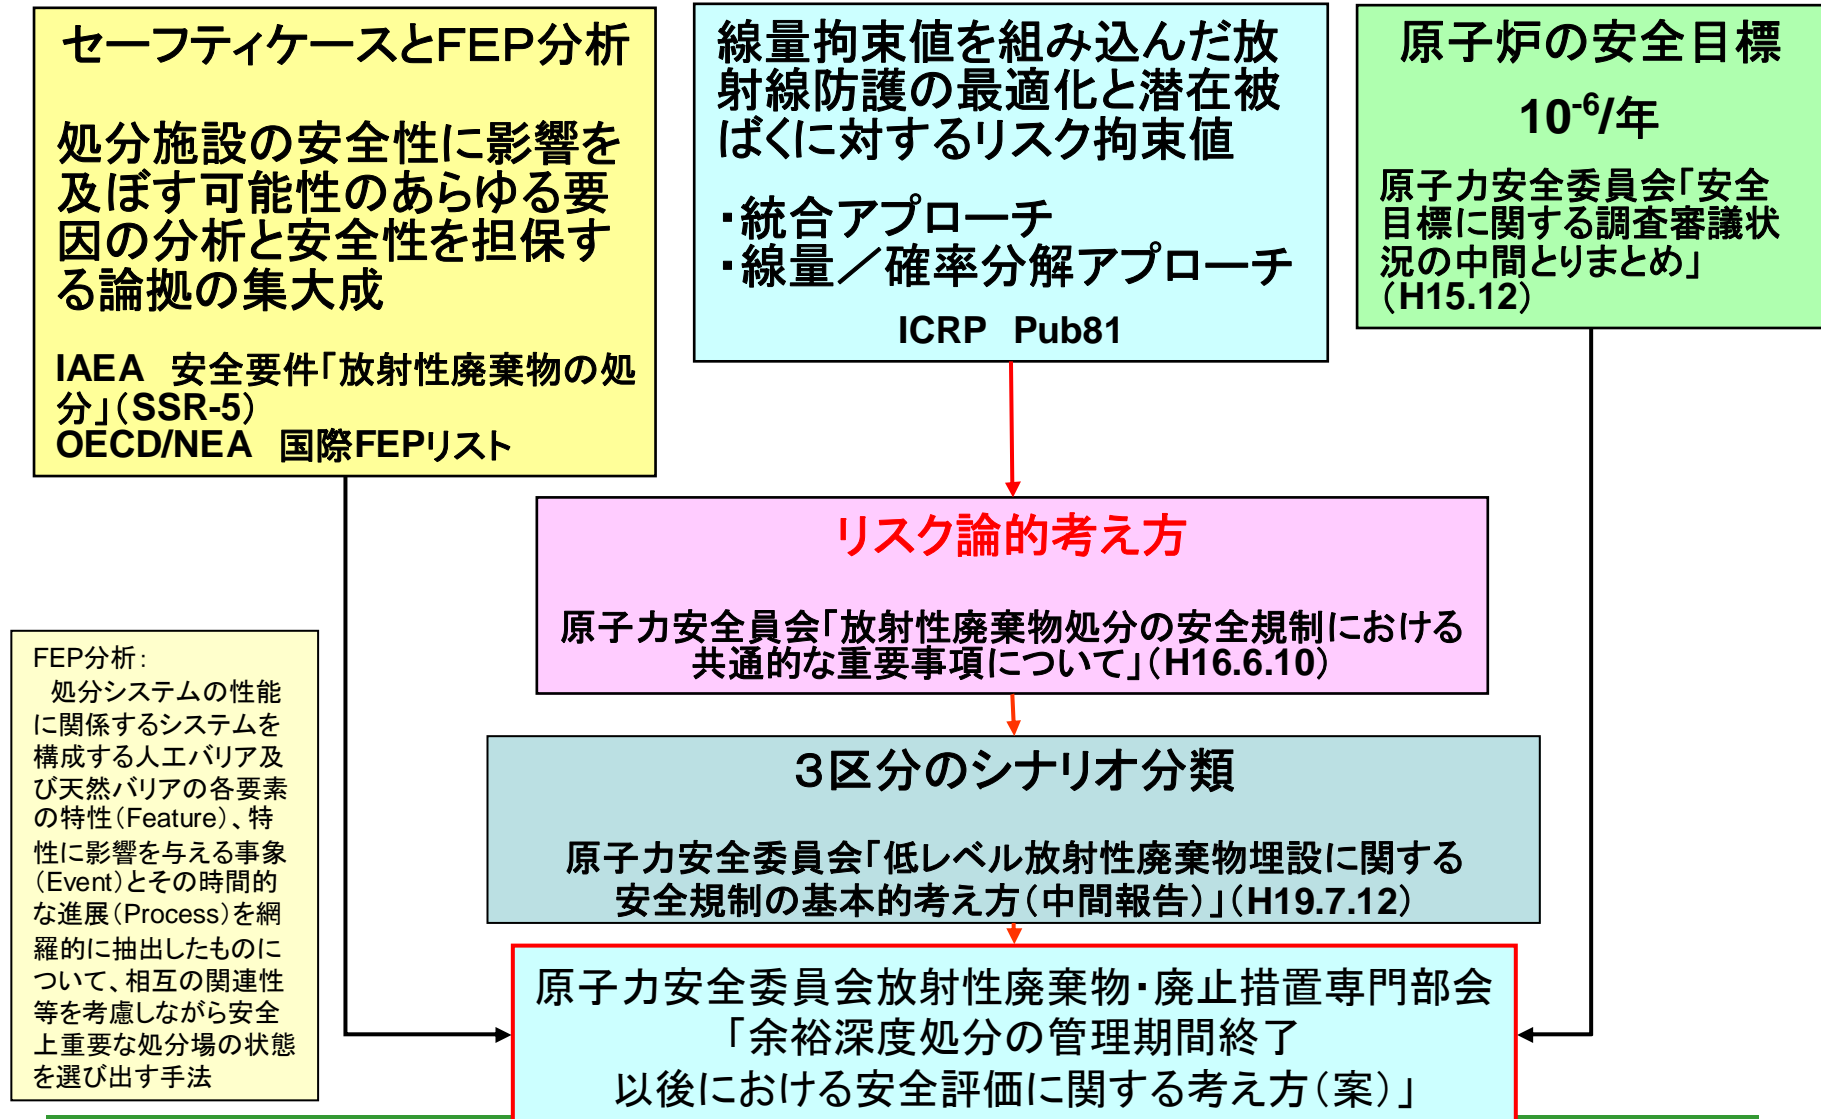 セーフティケースとFEP分析
処分施設の安全性に影響を
及ぼす可能性のあらゆる要
因の分析と安全性を担保す
る論拠の集大成
IAEA　安全要件「放射性廃棄物の処
分」(SSR-5)
OECD/NEA　国際FEPリスト
線量拘束値を組み込んだ放
射線防護の最適化と潜在被
ばくに対するリスク拘束値
・統合アプローチ
・線量／確率分解アプローチ
ICRP　Pub81
原子炉の安全目標
10⁻⁶/年
原子力安全委員会「安全
目標に関する調査審議状
況の中間とりまとめ」
（H15.12）
リスク論的考え方
原子力安全員会「放射性廃棄物処分の安全規制における
共通的な重要事項について」（H16.6.10）
FEP分析：
　処分システムの性能
に関係するシステムを
構成する人工バリア及
び天然バリアの各要素
の特性（Feature）、特
性に影響を与える事象
（Event）とその時間的
な進展（Process）を網
羅的に抽出したものに
ついて、相互の関連性
等を考慮しながら安全
上重要な処分場の状態
を選び出す手法
３区分のシナリオ分類
原子力安全委員会「低レベル放射性廃棄物埋設に関する
安全規制の基本的考え方（中間報告）」（H19.7.12）
原子力安全委員会放射性廃棄物・廃止措置専門部会
「余裕深度処分の管理期間終了
以後における安全評価に関する考え方（案）」